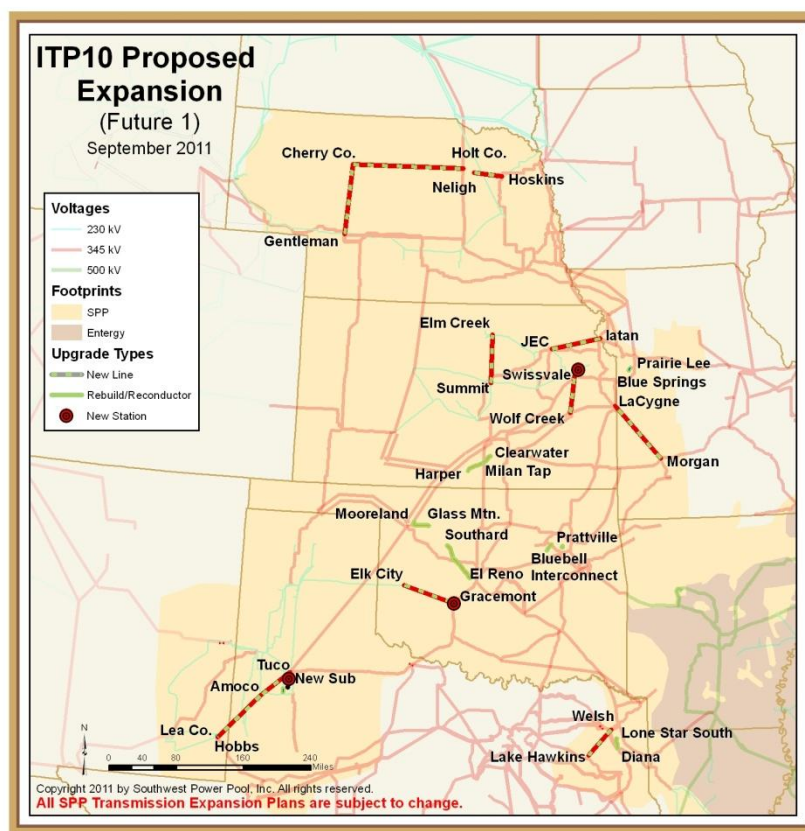 ITP10 Proposed
Expansion
(Future 1)
September 2011
Cherry Co.
Holt Co.
Neligh
Hoskins
Gentleman
Voltages
230 kV
345 kV
500 kV
Footprints
SPP
Entergy
Upgrade Types
New Line
Rebuild/Reconductor
New Station
Elm Creek
JEC
Iatan
Summit
Swissvale
Prairie Lee
Blue Springs
LaCygne
Wolf Creek
Morgan
Clearwater
Harper
Milan Tap
Mooreland
Glass Mtn.
Southard
Prattville
Bluebell
Interconnect
Elk City
El Reno
Gracemont
Tuco
New Sub
Amoco
Lea Co.
Hobbs
Welsh
Lone Star South
Lake Hawkins
Diana
N
0 40 80 160 240
Miles
Copyright 2011 by Southwest Power Pool, Inc. All rights reserved.
All SPP Transmission Expansion Plans are subject to change.